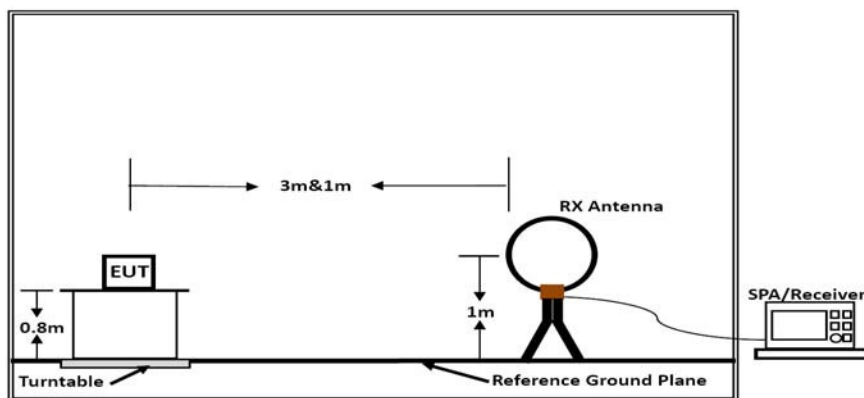 3m&1m
RX Antenna
EUT
SPA/Receiver
0.8m
1m
Turntable
Reference Ground Plane